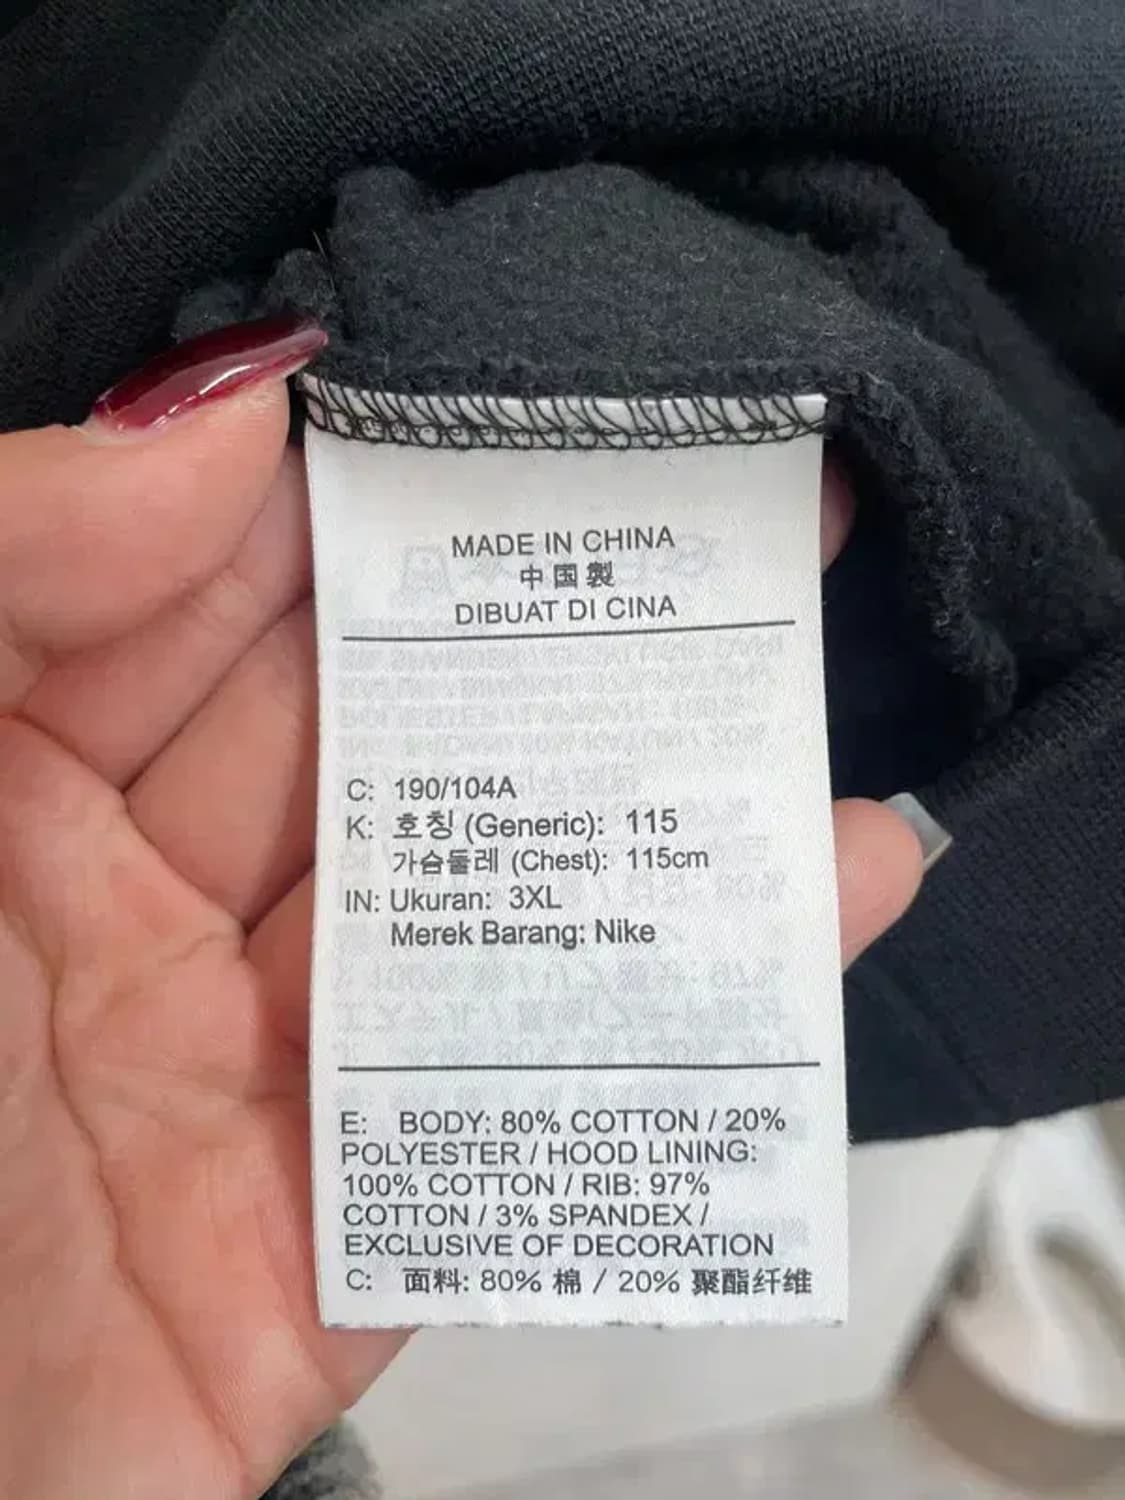 MADE IN CHINA
中国製
DIBUAT DI CINA
C: 190/104A
K: 호칭 (Generic): 115
가슴둘레 (Chest): 115cm
IN: Ukuran: 3XL
Merek Barang: Nike
E: BODY: 80% COTTON / 20%
POLYESTER / HOOD LINING:
100% COTTON / RIB: 97%
COTTON / 3% SPANDEX /
EXCLUSIVE OF DECORATION
C: 面料: 80% 棉 / 20% 聚酯纤维